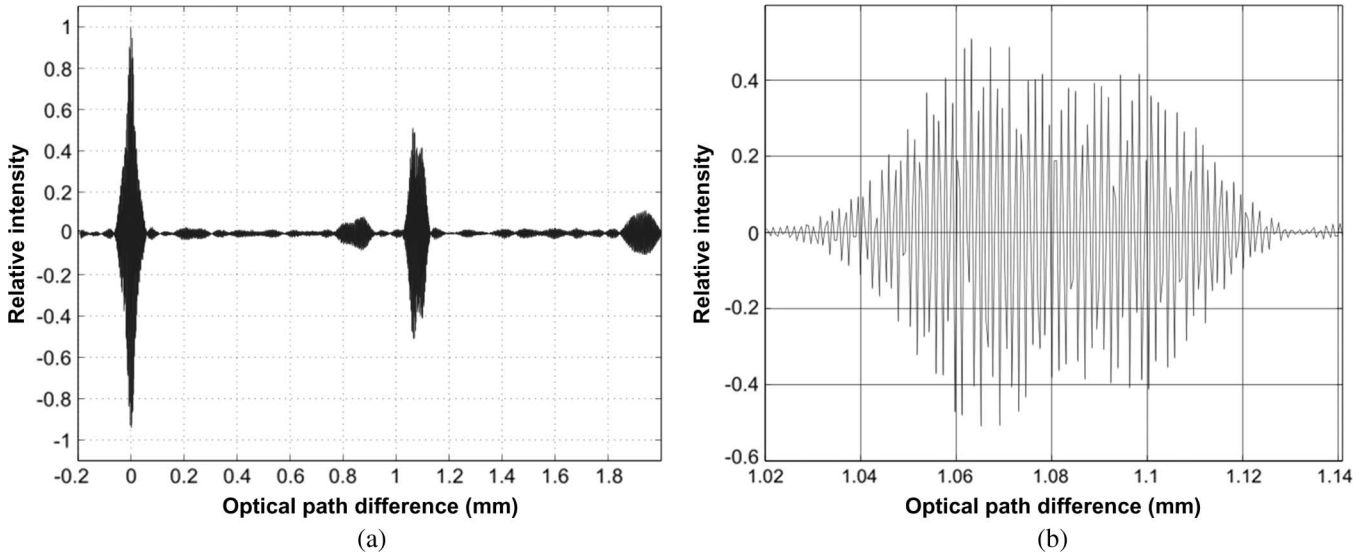 1
0.8
0.6
0.4
0.2
0
-0.2
-0.4
-0.6
-0.8
-1
Relative intensity
-0.2 0 0.2 0.4 0.6 0.8 1 1.2 1.4 1.6 1.8
Optical path difference (mm)
(a)
0.4
0.2
0
-0.2
-0.4
-0.6
Relative intensity
1.02 1.04 1.06 1.08 1.1 1.12 1.14
Optical path difference (mm)
(b)